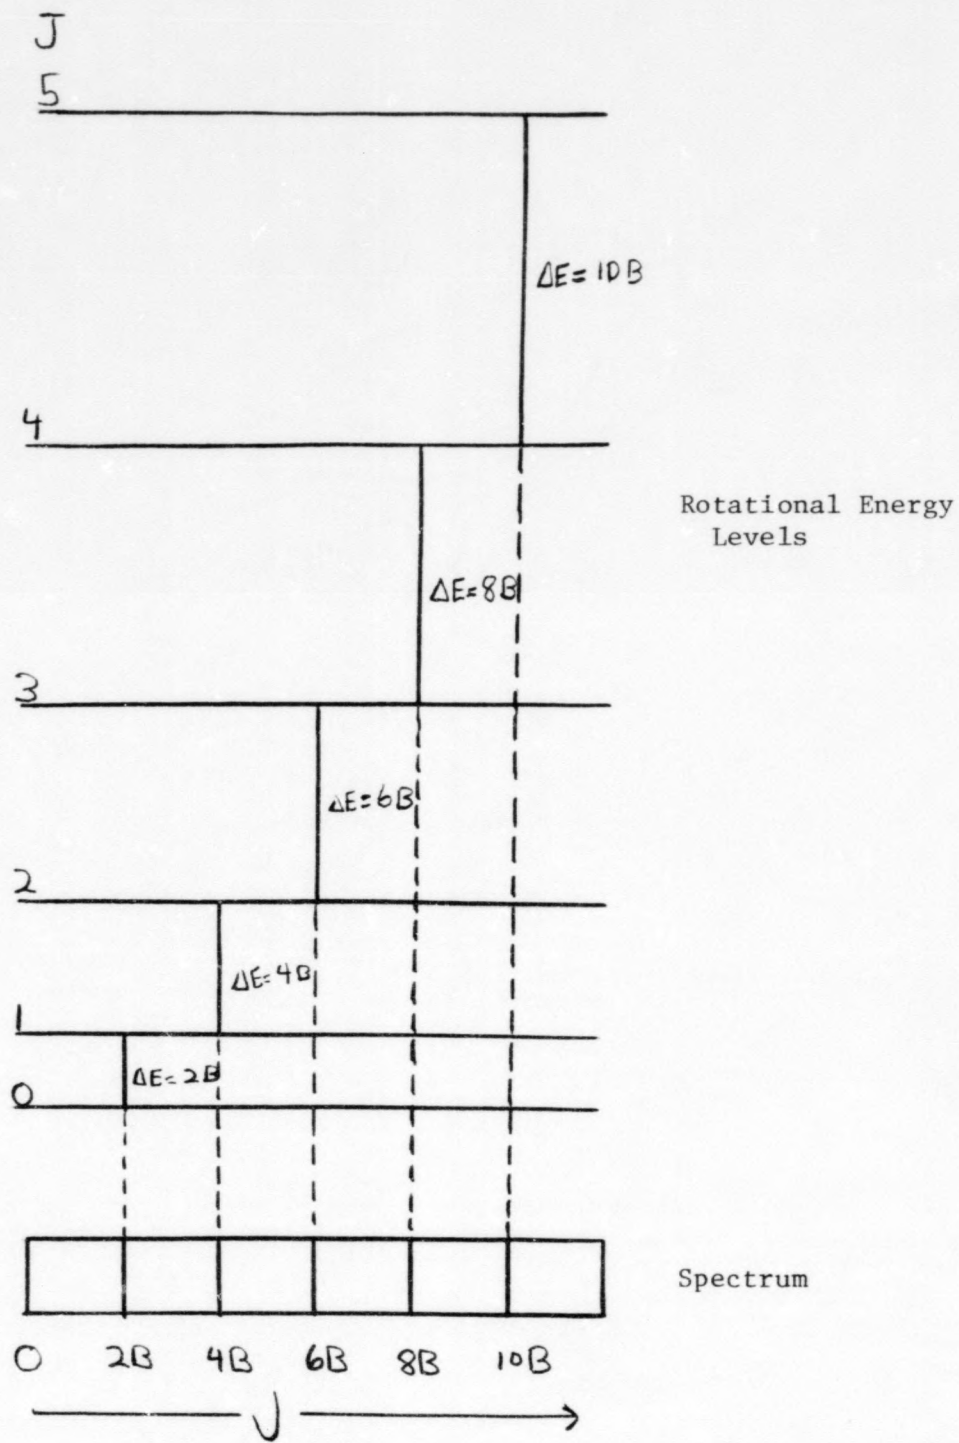 J
5
ΔE=10B
4
Rotational Energy
Levels
ΔE=8B
3
ΔE=6B
2
ΔE=4B
1
ΔE=2B
0
Spectrum
0 2B 4B 6B 8B 10B
J